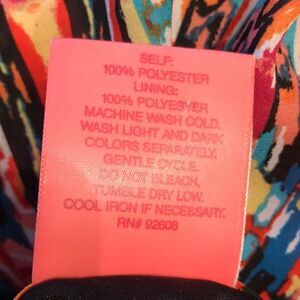 SELF:
100% POLYESTER
LINING:
100% POLYESTER
MACHINE WASH COLD.
WASH LIGHT AND DARK
COLORS SEPARATELY.
GENTLE CYCLE.
DO NOT BLEACH.
TUMBLE DRY LOW.
COOL IRON IF NECESSARY.
RN# 92608